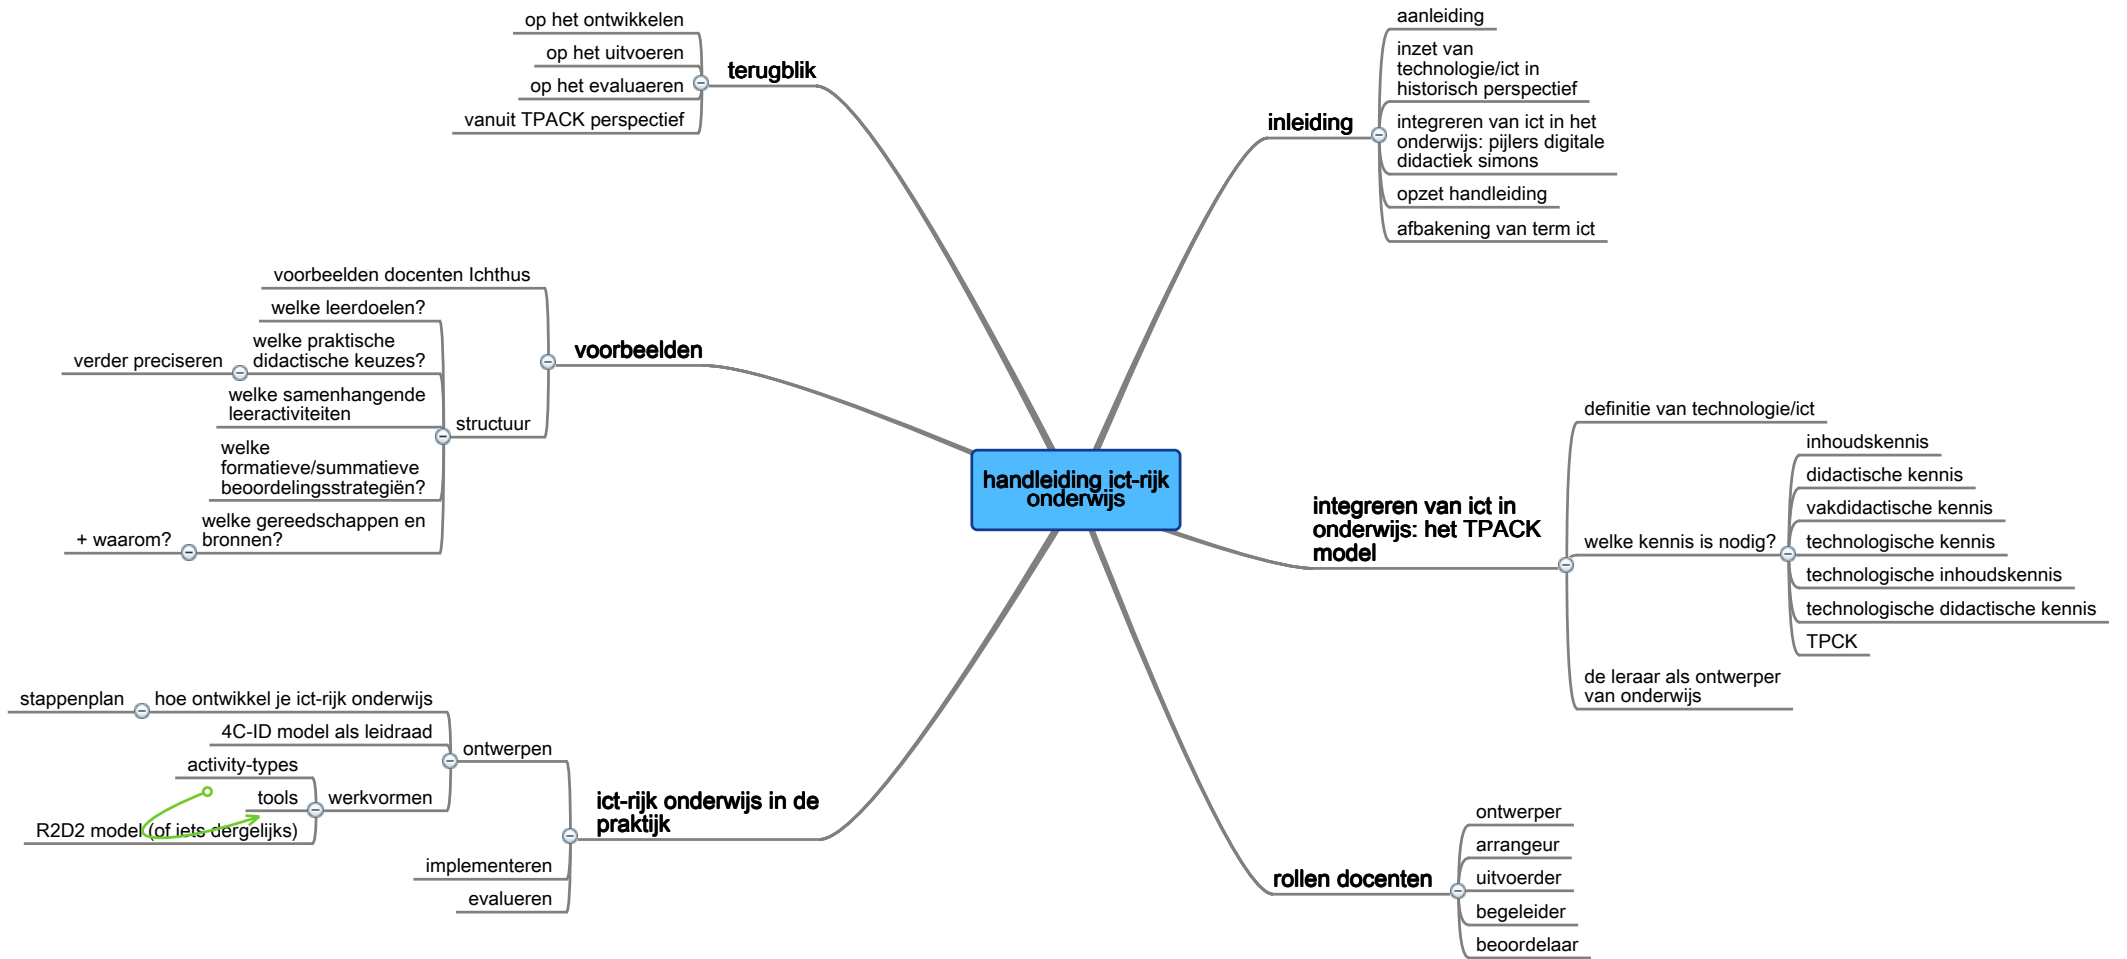 handleiding ict-rijk
onderwijs
inleiding
aanleiding
inzet van
technologie/ict in
historisch perspectief
integreren van ict in het
onderwijs: pijlers digitale
didactiek simons
opzet handleiding
afbakening van term ict
integreren van ict in
onderwijs: het TPACK
model
definitie van technologie/ict
welke kennis is nodig?
inhoudskennis
didactische kennis
vakdidactische kennis
technologische kennis
technologische inhoudskennis
technologische didactische kennis
TPCK
de leraar als ontwerper
van onderwijs
rollen docenten
ontwerper
arrangeur
uitvoerder
begeleider
beoordelaar
ict-rijk onderwijs in de
praktijk
ontwerpen
hoe ontwikkel je ict-rijk onderwijs
stappenplan
4C-ID model als leidraad
werkvormen
activity-types
tools
R2D2 model (of iets dergelijks)
implementeren
evalueren
voorbeelden
voorbeelden docenten Ichthus
structuur
welke leerdoelen?
welke praktische
didactische keuzes?
verder preciseren
welke samenhangende
leeractiviteiten
welke
formatieve/summatieve
beoordelingsstrategiën?
welke gereedschappen en
bronnen?
+ waarom?
terugblik
op het ontwikkelen
op het uitvoeren
op het evaluaeren
vanuit TPACK perspectief